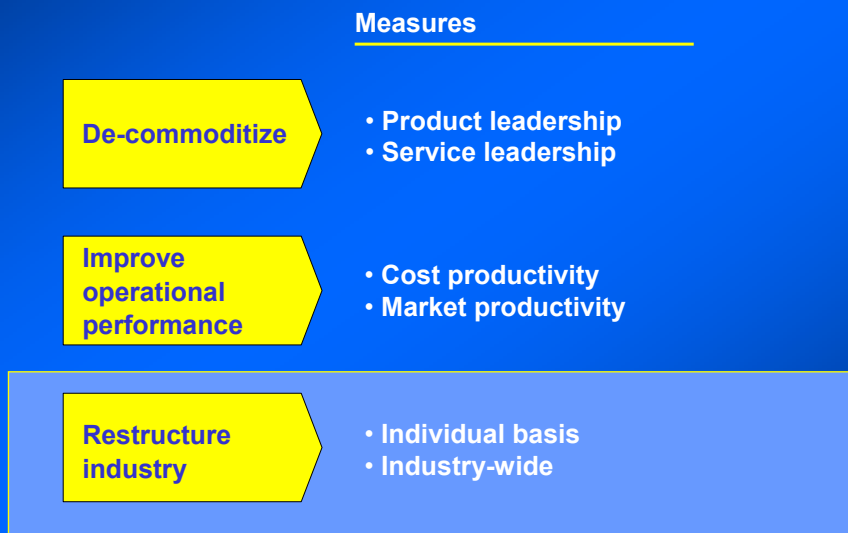 Measures
De-commoditize
• Product leadership
• Service leadership
Improve
operational
performance
• Cost productivity
• Market productivity
Restructure
industry
• Individual basis
• Industry-wide